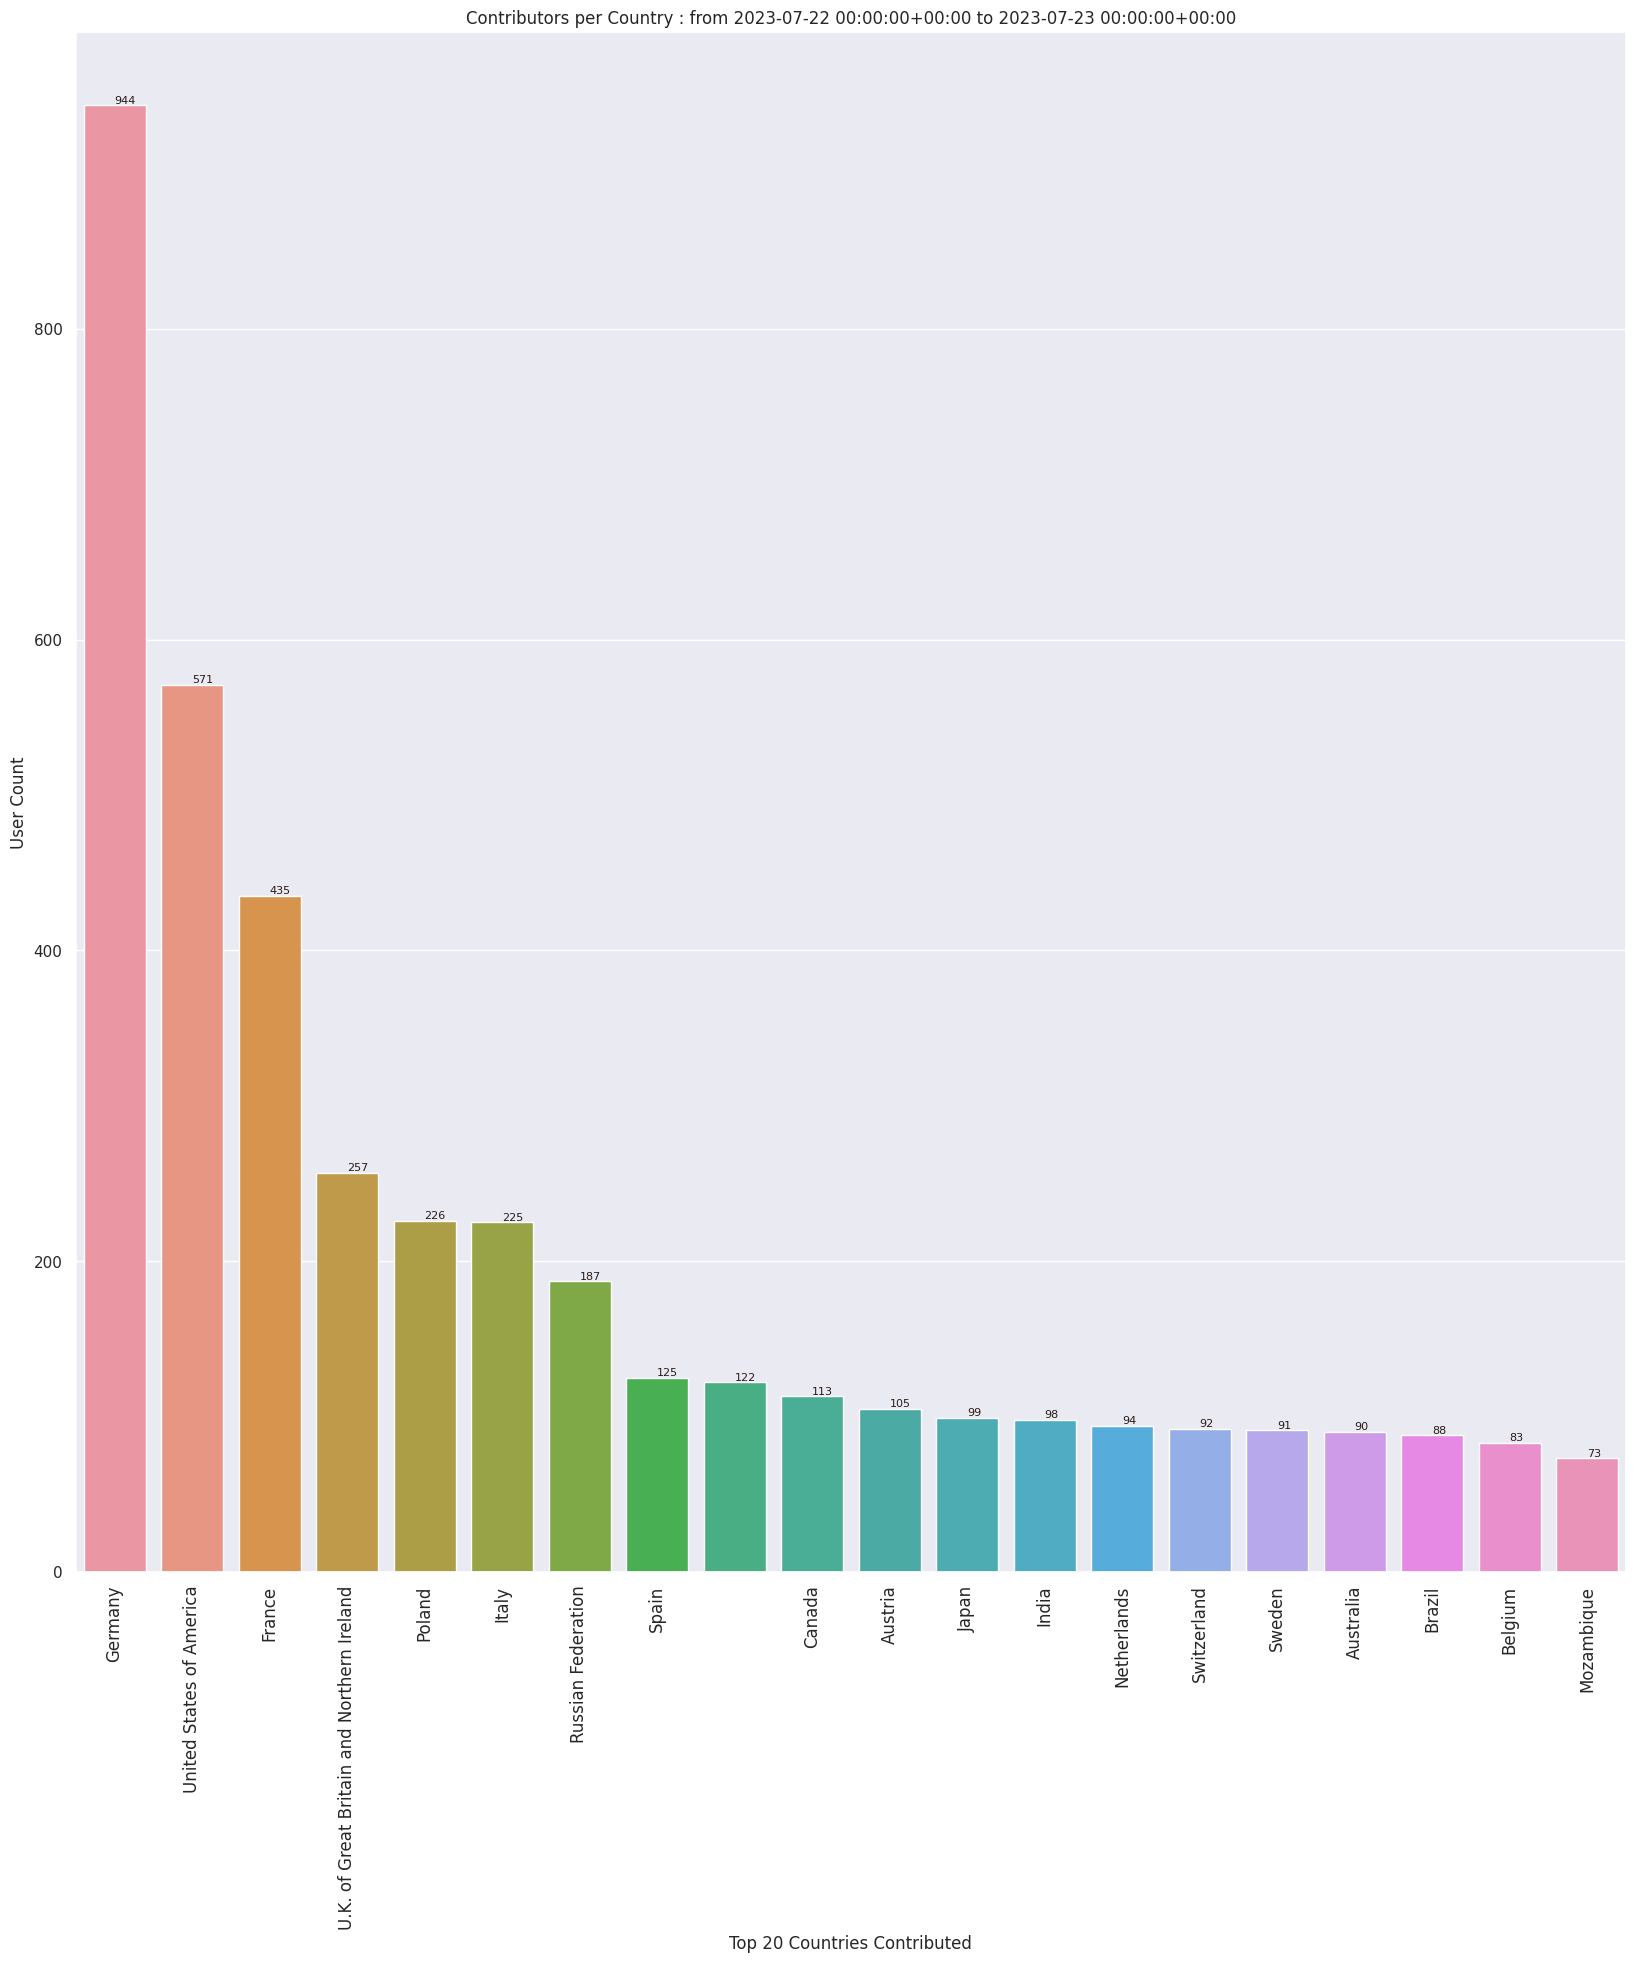 Contributors per Country : from 2023-07-22 00:00:00+00:00 to 2023-07-23 00:00:00+00:00
User Count
800
600
400
200
0
944
571
435
257
226
225
187
125
122
113
105
99
98
94
92
91
90
88
83
73
Germany
United States of America
France
U.K. of Great Britain and Northern Ireland
Poland
Italy
Russian Federation
Spain
Canada
Austria
Japan
India
Netherlands
Switzerland
Sweden
Australia
Brazil
Belgium
Mozambique
Top 20 Countries Contributed